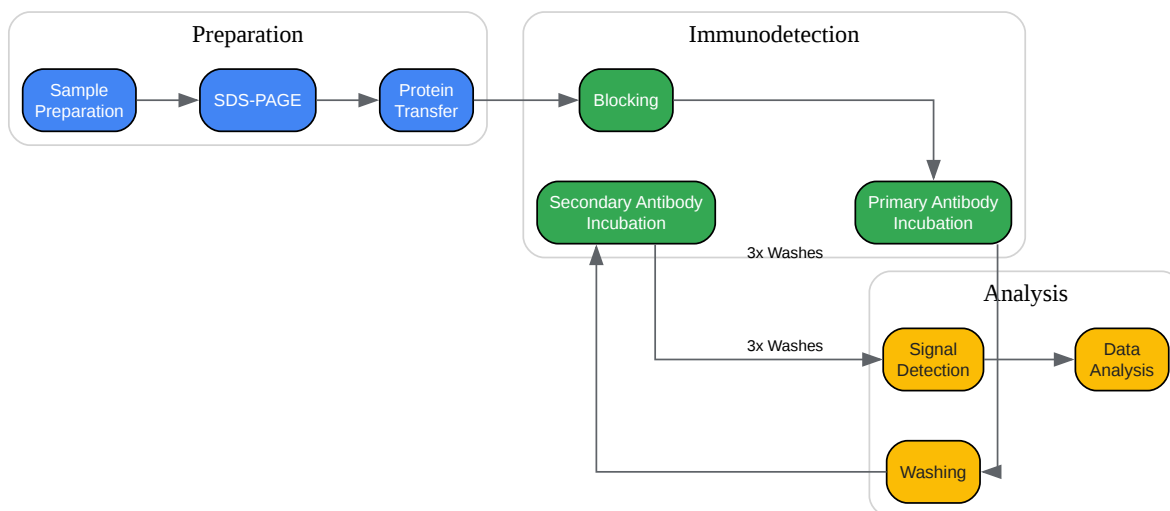 Preparation
Immunodetection
Sample
Preparation
SDS-PAGE
Protein
Transfer
Blocking
Secondary Antibody
Incubation
Primary Antibody
Incubation
3x Washes
Analysis
3x Washes
Signal
Detection
Data
Analysis
Washing